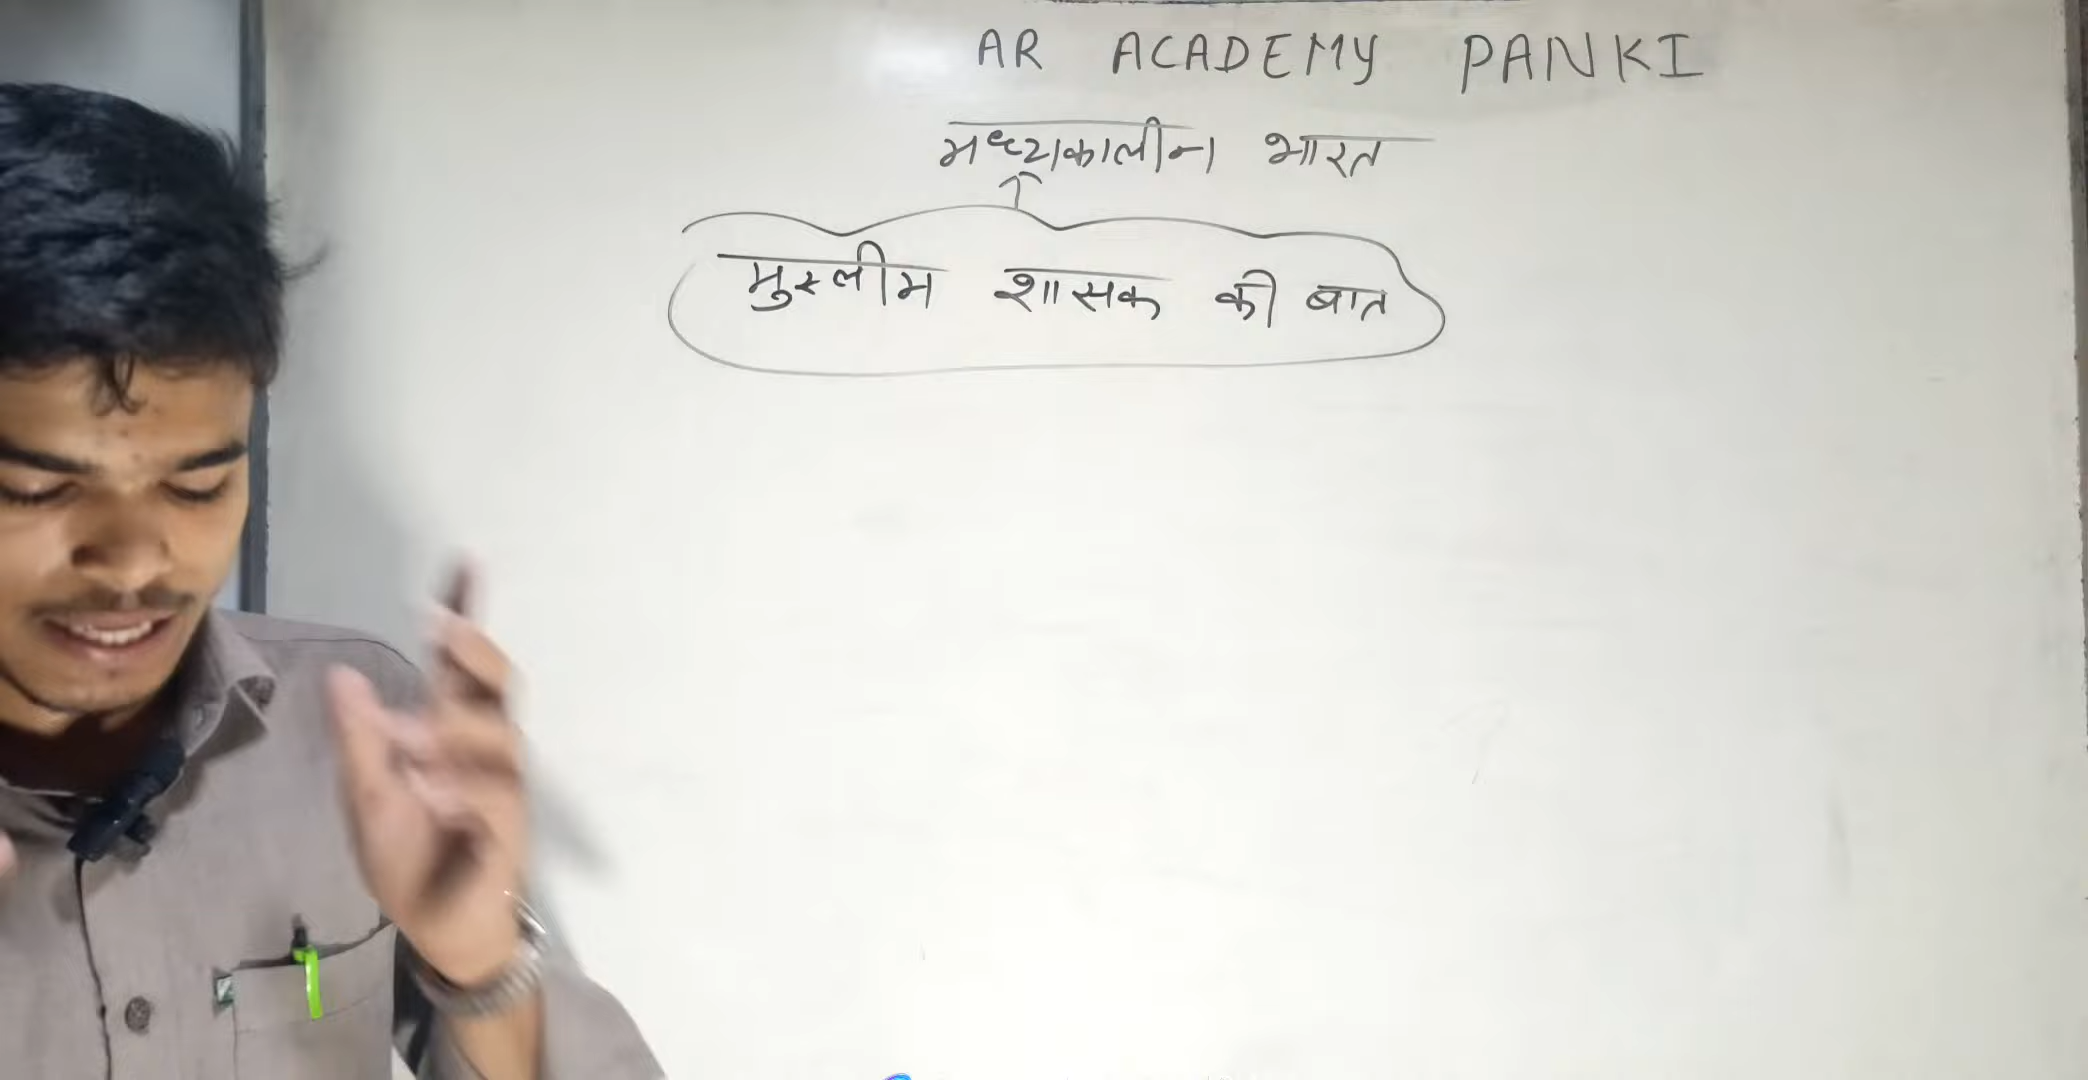 AR ACADEMY PANKI
मध्यकालीन भारत
मुस्लीम शासक की बात